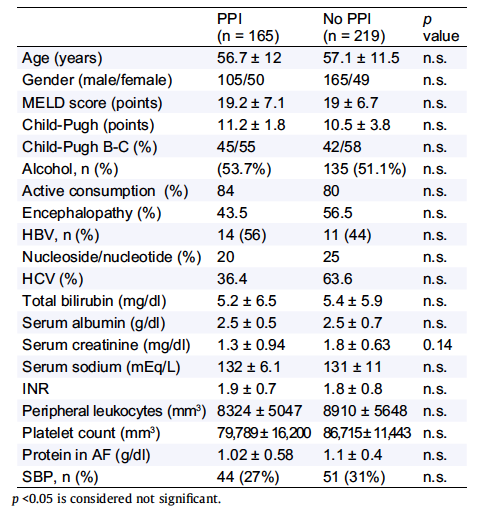 PPI No PPI p
(n = 165) (n = 219) value
Age (years) 56.7 ± 12 57.1 ± 11.5 n.s.
Gender (male/female) 105/50 165/49 n.s.
MELD score (points) 19.2 ± 7.1 19 ± 6.7 n.s.
Child-Pugh (points) 11.2 ± 1.8 10.5 ± 3.8 n.s.
Child-Pugh B-C (%) 45/55 42/58 n.s.
Alcohol, n (%) (53.7%) 135 (51.1%) n.s.
Active consumption (%) 84 80 n.s.
Encephalopathy (%) 43.5 56.5 n.s.
HBV, n (%) 14 (56) 11 (44) n.s.
Nucleoside/nucleotide (%) 20 25 n.s.
HCV (%) 36.4 63.6 n.s.
Total bilirubin (mg/dl) 5.2 ± 6.5 5.4 ± 5.9 n.s.
Serum albumin (g/dl) 2.5 ± 0.5 2.5 ± 0.7 n.s.
Serum creatinine (mg/dl) 1.3 ± 0.94 1.8 ± 0.63 0.14
Serum sodium (mEq/L) 132 ± 6.1 131 ± 11 n.s.
INR 1.9 ± 0.7 1.8 ± 0.8 n.s.
Peripheral leukocytes (mm³) 8324 ± 5047 8910 ± 5648 n.s.
Platelet count (mm³) 79,789 ± 16,200 86,715 ± 11,443 n.s.
Protein in AF (g/dl) 1.02 ± 0.58 1.1 ± 0.4 n.s.
SBP, n (%) 44 (27%) 51 (31%) n.s.
p <0.05 is considered not significant.